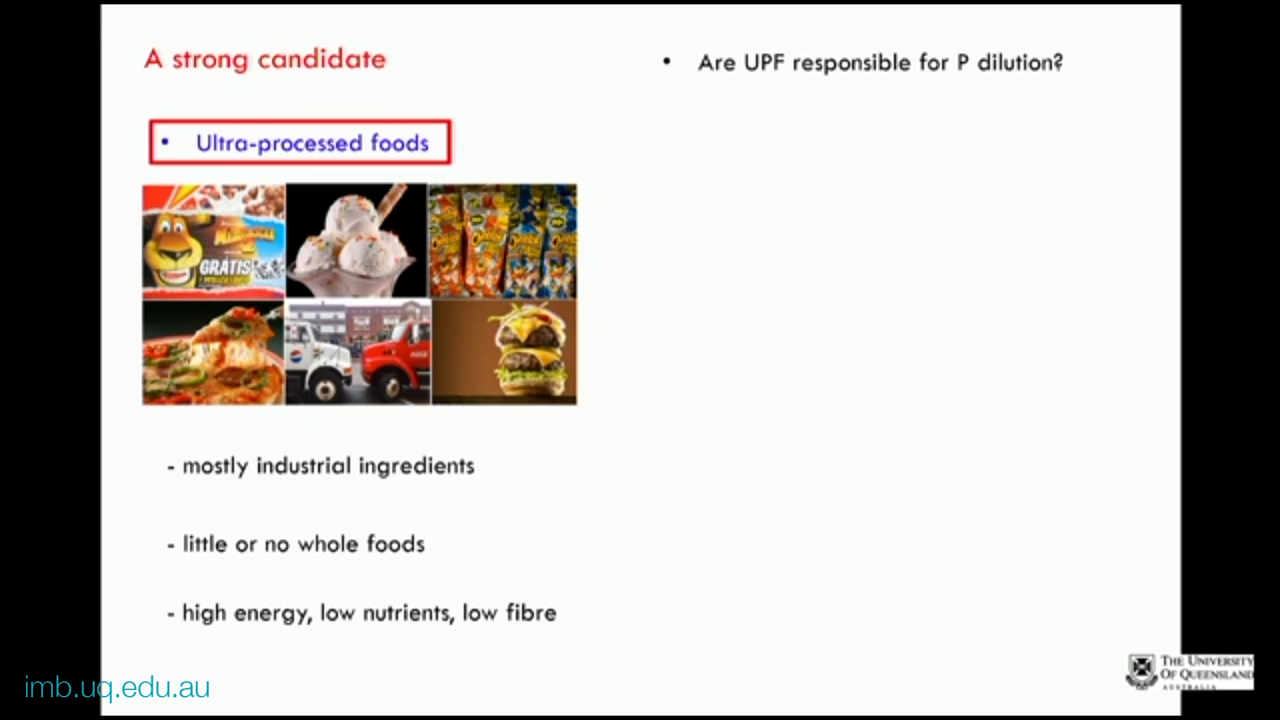 A strong candidate
• Ultra-processed foods
GRATIS
- mostly industrial ingredients
- little or no whole foods
- high energy, low nutrients, low fibre
• Are UPF responsible for P dilution?
THE UNIVERSITY
OF QUEENSLAND
AUSTRALIA
imb.uq.edu.au